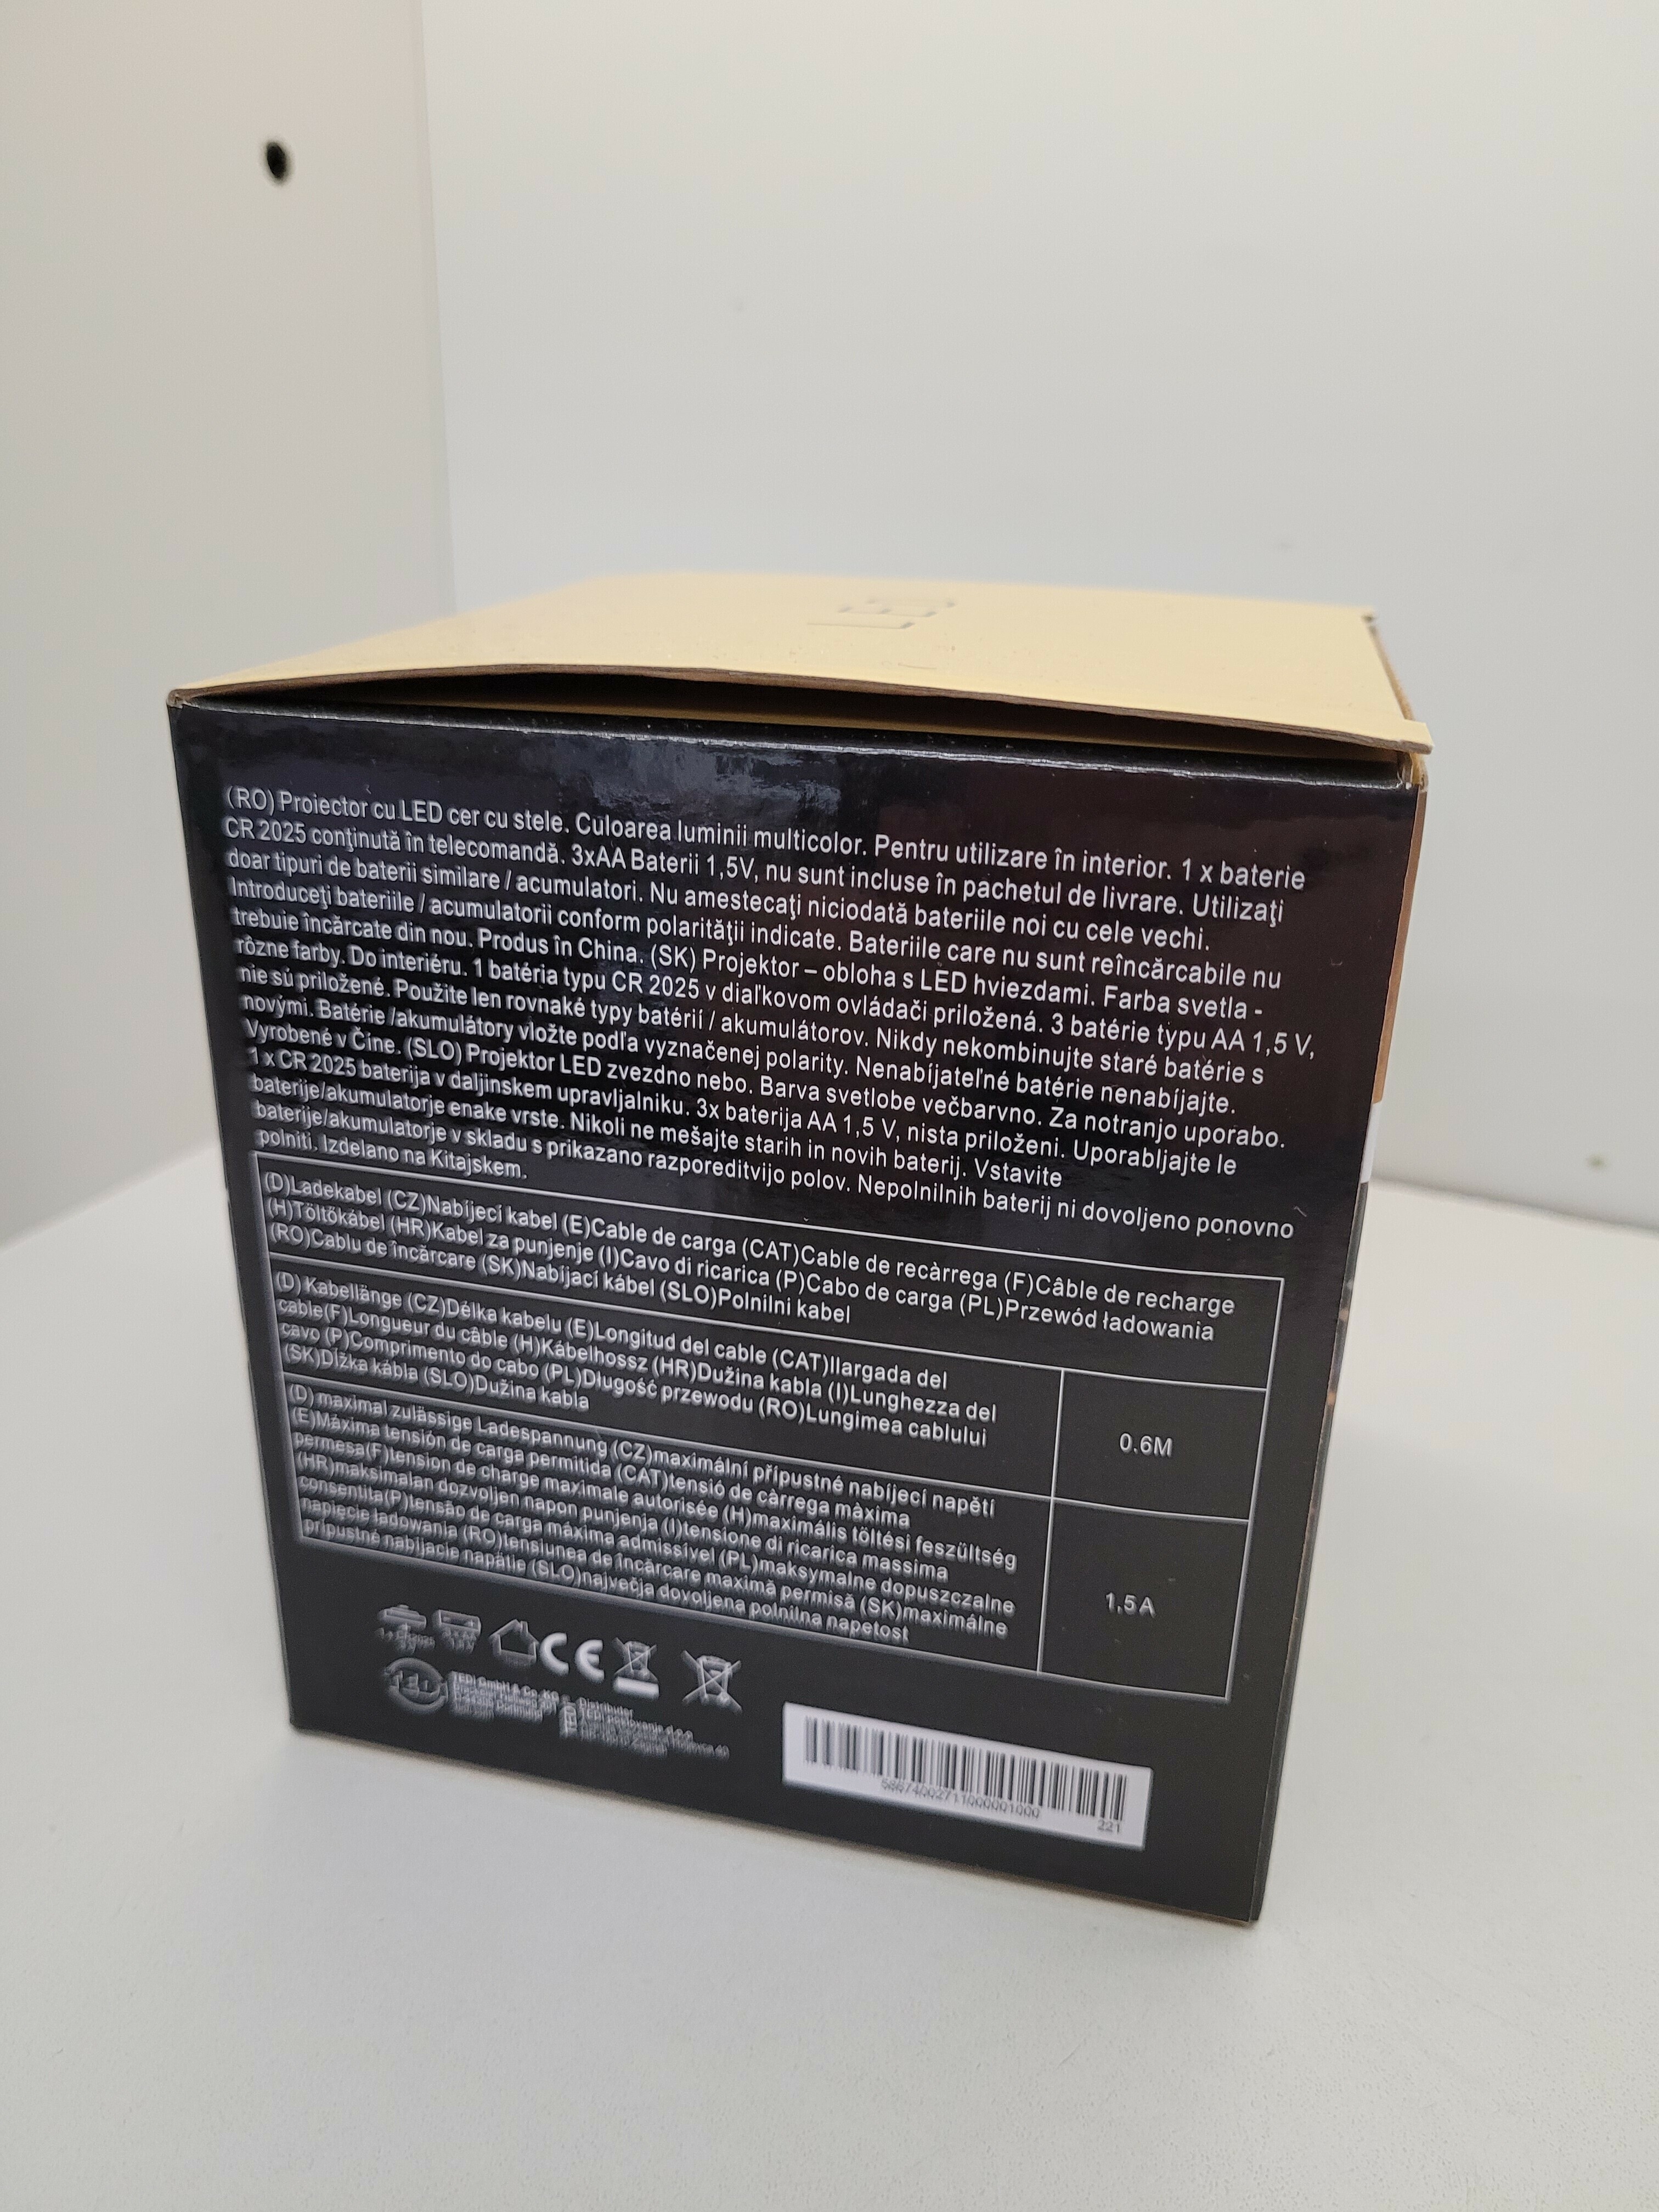 LED
(RO) Proiector cu LED cer cu stele. Culoarea luminii multicolor. Pentru utilizare în interior. 1 x baterie
CR 2025 conţinută în telecomandă. 3xAA Baterii 1,5V, nu sunt incluse în pachetul de livrare. Utilizaţi
doar tipuri de baterii similare / acumulatori. Nu amestecaţi niciodată bateriile noi cu cele vechi.
Introduceţi bateriile / acumulatorii conform polarităţii indicate. Bateriile care nu sunt reîncărcabile nu
trebuie încărcate din nou. Produs în China. (SK) Projektor – obloha s LED hviezdami. Farba svetla -
rôzne farby. Do interiéru. 1 batéria typu CR 2025 v diaľkovom ovládači priložená. 3 batérie typu AA 1,5 V,
nie sú priložené. Použite len rovnaké typy batérií / akumulátorov. Nikdy nekombinujte staré batérie s
novými. Batérie /akumulátory vložte podľa vyznačenej polarity. Nenabíjateľné batérie nenabíjajte.
Vyrobené v Číne. (SLO) Projektor LED zvezdno nebo. Barva svetlobe večbarvno. Za notranjo uporabo.
1 x CR 2025 baterija v daljinskem upravljalniku. 3x baterija AA 1,5 V, nista priloženi. Uporabljajte le
baterije/akumulatorje enake vrste. Nikoli ne mešajte starih in novih baterij. Vstavite
baterije/akumulatorje v skladu s prikazano razporeditvijo polov. Nepolnilnih baterij ni dovoljeno ponovno
polniti. Izdelano na Kitajskem.
(D)Ladekabel (CZ)Nabíjecí kabel (E)Cable de carga (CAT)Cable de recàrrega (F)Câble de recharge
(H)Töltőkábel (HR)Kabel za punjenje (I)Cavo di ricarica (P)Cabo de carga (PL)Przewód ładowania
(RO)Cablu de încărcare (SK)Nabíjací kábel (SLO)Polnilni kabel
(D) Kabellänge (CZ)Délka kabelu (E)Longitud del cable (CAT)llargada del
cable(F)Longueur du câble (H)Kábelhossz (HR)Dužina kabla (I)Lunghezza del
cavo (P)Comprimento do cabo (PL)Długość przewodu (RO)Lungimea cablului
(SK)Dĺžka kábla (SLO)Dužina kabla
0.6M
(D) maximal zulässige Ladespannung (CZ)maximální přípustné nabíjecí napětí
(E)Máxima tensión de carga permitida (CAT)tensió de càrrega màxima
permesa(F)tension de charge maximale autorisée (H)maximális töltési feszültség
(HR)maksimalan dozvoljen napon punjenja (I)tensione di ricarica massima
consentita(P)tensão de carga máxima admissível (PL)maksymalne dopuszczalne
napięcie ładowania (RO)tensiunea de încărcare maximă permisă (SK)maximálne
prípustné nabíjacie napätie (SLO)največja dovoljena polnilna napetost
1,5A
CE
TEDi GmbH & Co. KG
Distributer
TEDi poslovanje d.o.o.
58674002711000001000
221